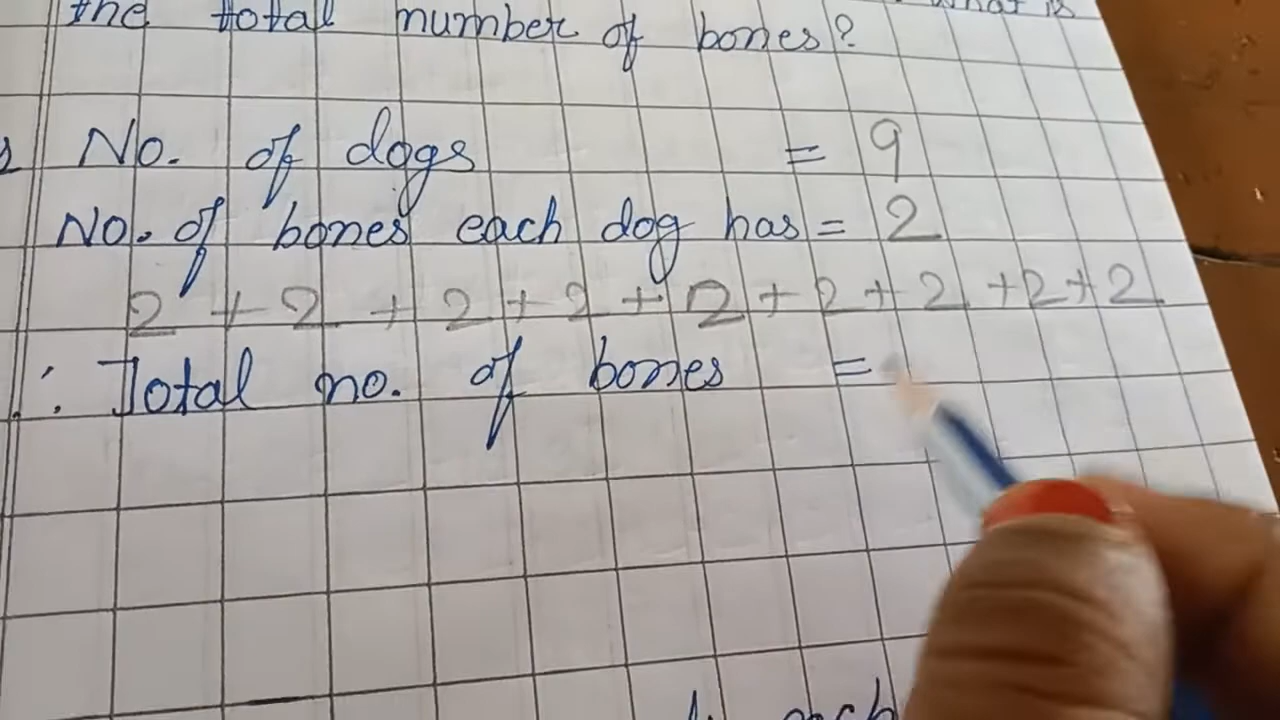 the total number of bones?
No. of dogs = 9
No. of bones each dog has = 2
2 + 2 + 2 + 2 + 2 + 2 + 2 + 2 + 2
∴ Total no. of bones =
each